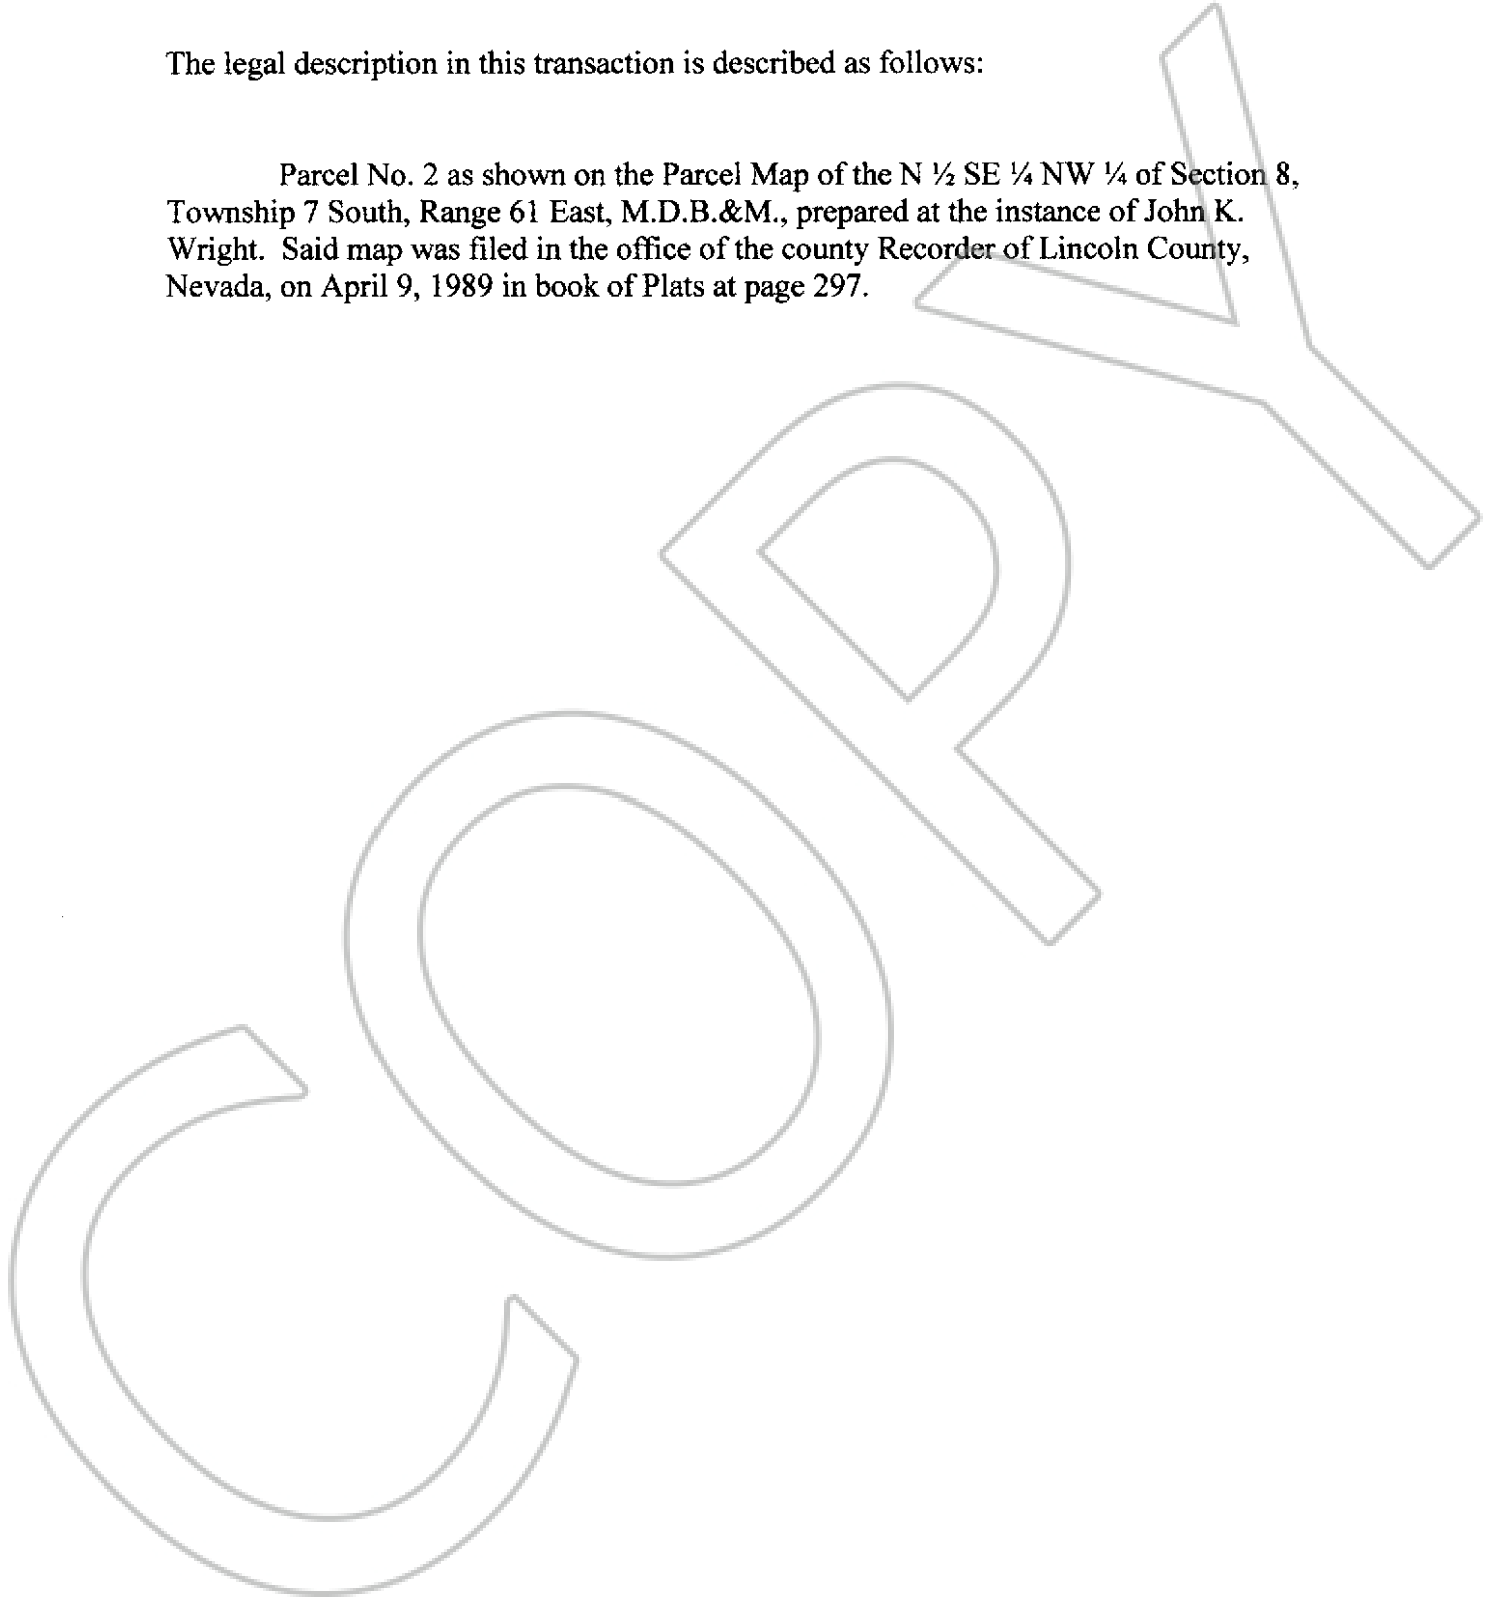 The legal description in this transaction is described as follows:
Parcel No. 2 as shown on the Parcel Map of the N ½ SE ¼ NW ¼ of Section 8,
Township 7 South, Range 61 East, M.D.B.&M., prepared at the instance of John K.
Wright. Said map was filed in the office of the county Recorder of Lincoln County,
Nevada, on April 9, 1989 in book of Plats at page 297.
COPY